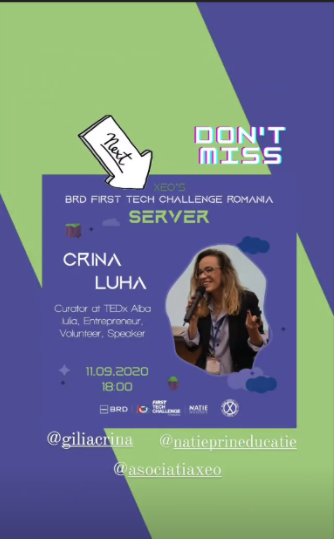 Next
DON'T
MISS
XEO'S
BRD FIRST TECH CHALLENGE ROMANIA
SERVER
CRINA
LUHA
Curator at TEDx Alba
Iulia, Entrepreneur,
Volunteer, Speaker
11.09.2020
18:00
BRD
FIRST
TECH
CHALLENGE
NATIE
@giliacrina @natieprineducatie
@asociatiaxeo